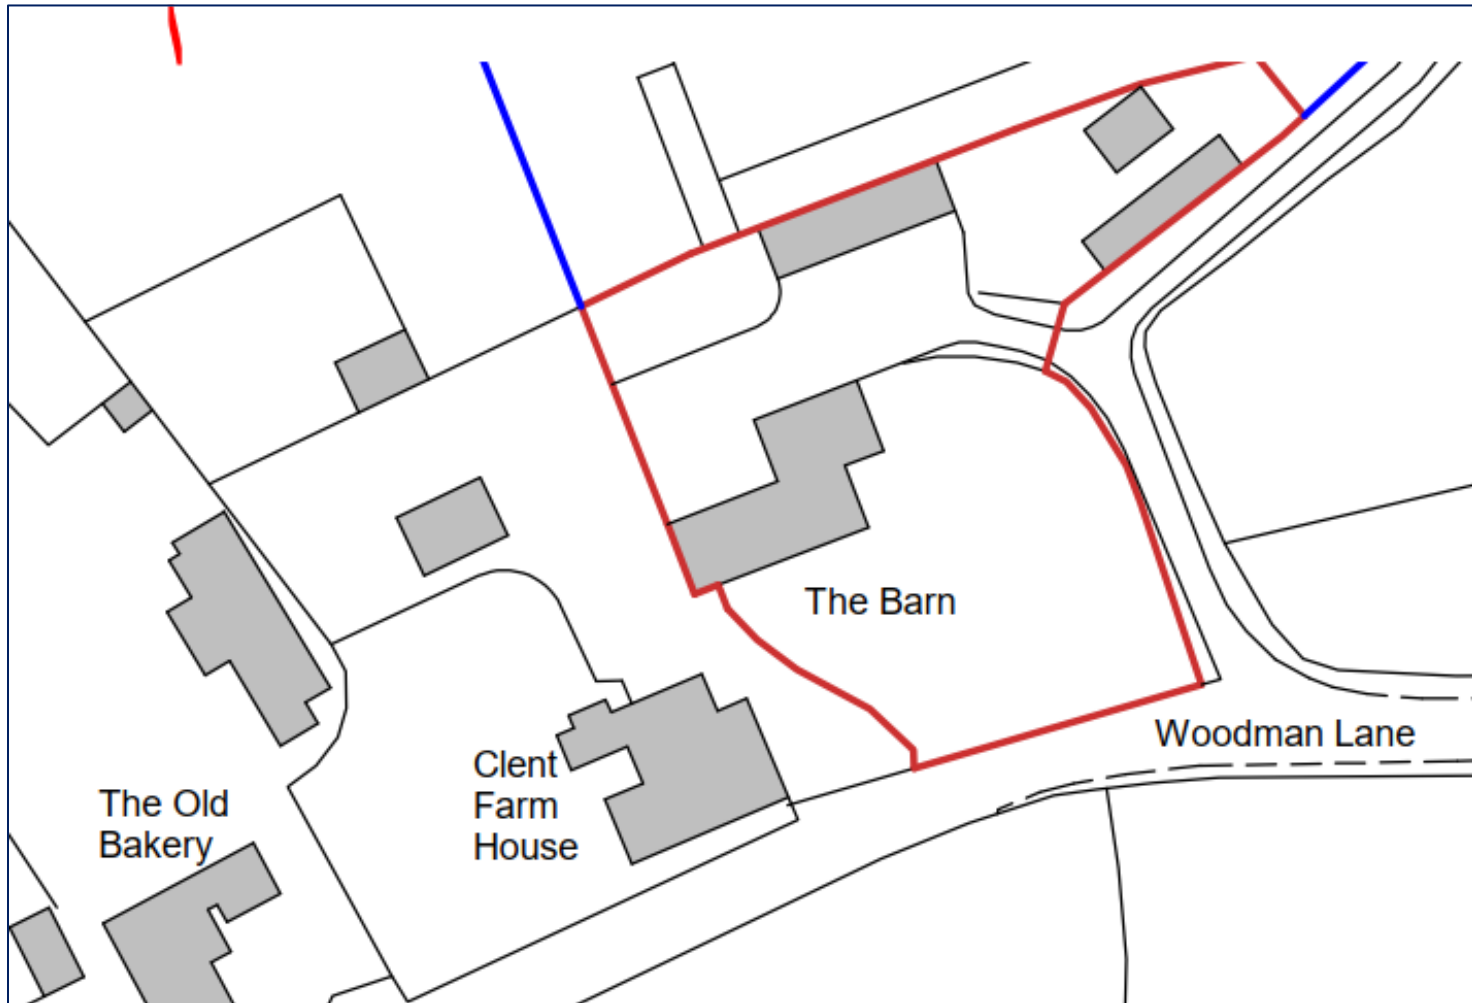 The Barn
Woodman Lane
Clent
Farm
House
The Old
Bakery